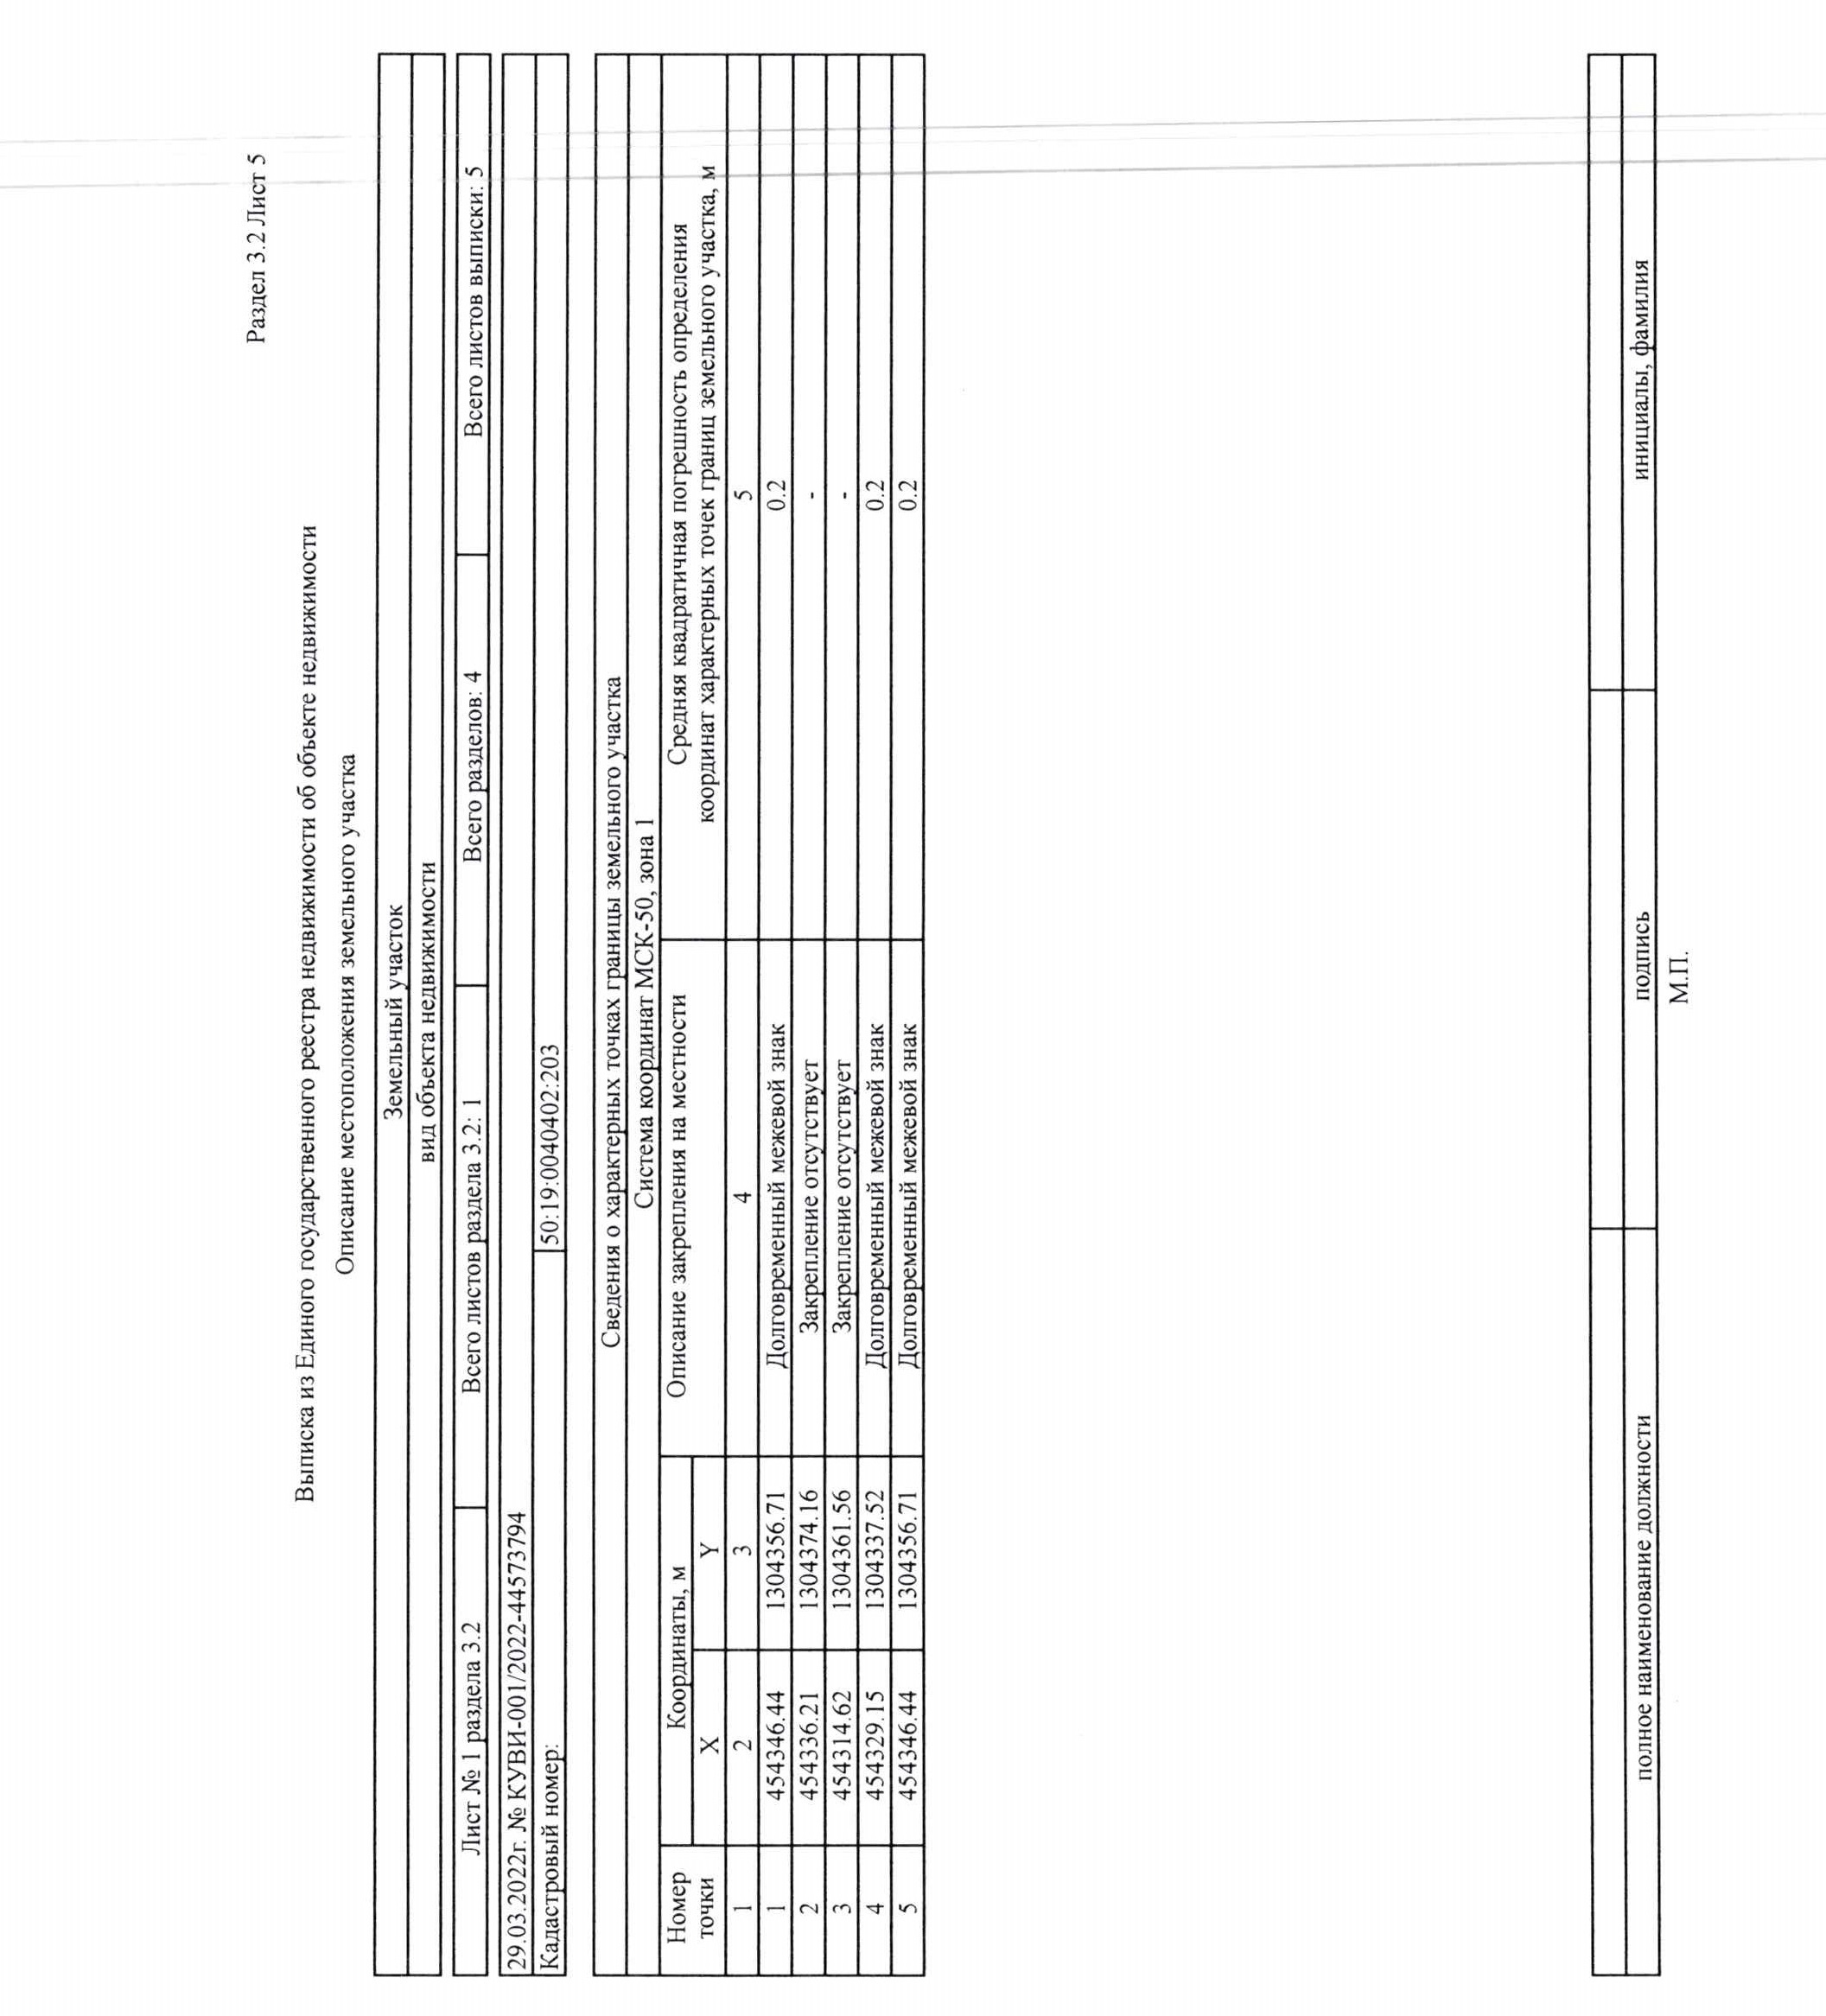 Раздел 3.2 Лист 5
Выписка из Единого государственного реестра недвижимости об объекте недвижимости
Описание местоположения земельного участка
Земельный участок
вид объекта недвижимости
Лист № 1 раздела 3.2 Всего листов раздела 3.2: 1 Всего разделов: 4 Всего листов выписки: 5
29.03.2022г. № КУВИ-001/2022-44573794
Кадастровый номер: 50:19:0040402:203
Сведения о характерных точках границы земельного участка
Система координат МСК-50, зона 1
Номер точки Координаты, м Описание закрепления на местности Средняя квадратичная погрешность определения
координат характерных точек границ земельного участка, м
X Y
1 2 3 4 5
1 454346.44 1304356.71 Долговременный межевой знак 0.2
2 454336.21 1304374.16 Закрепление отсутствует -
3 454314.62 1304361.56 Закрепление отсутствует -
4 454329.15 1304337.52 Долговременный межевой знак 0.2
5 454346.44 1304356.71 Долговременный межевой знак 0.2
полное наименование должности подпись инициалы, фамилия
М.П.